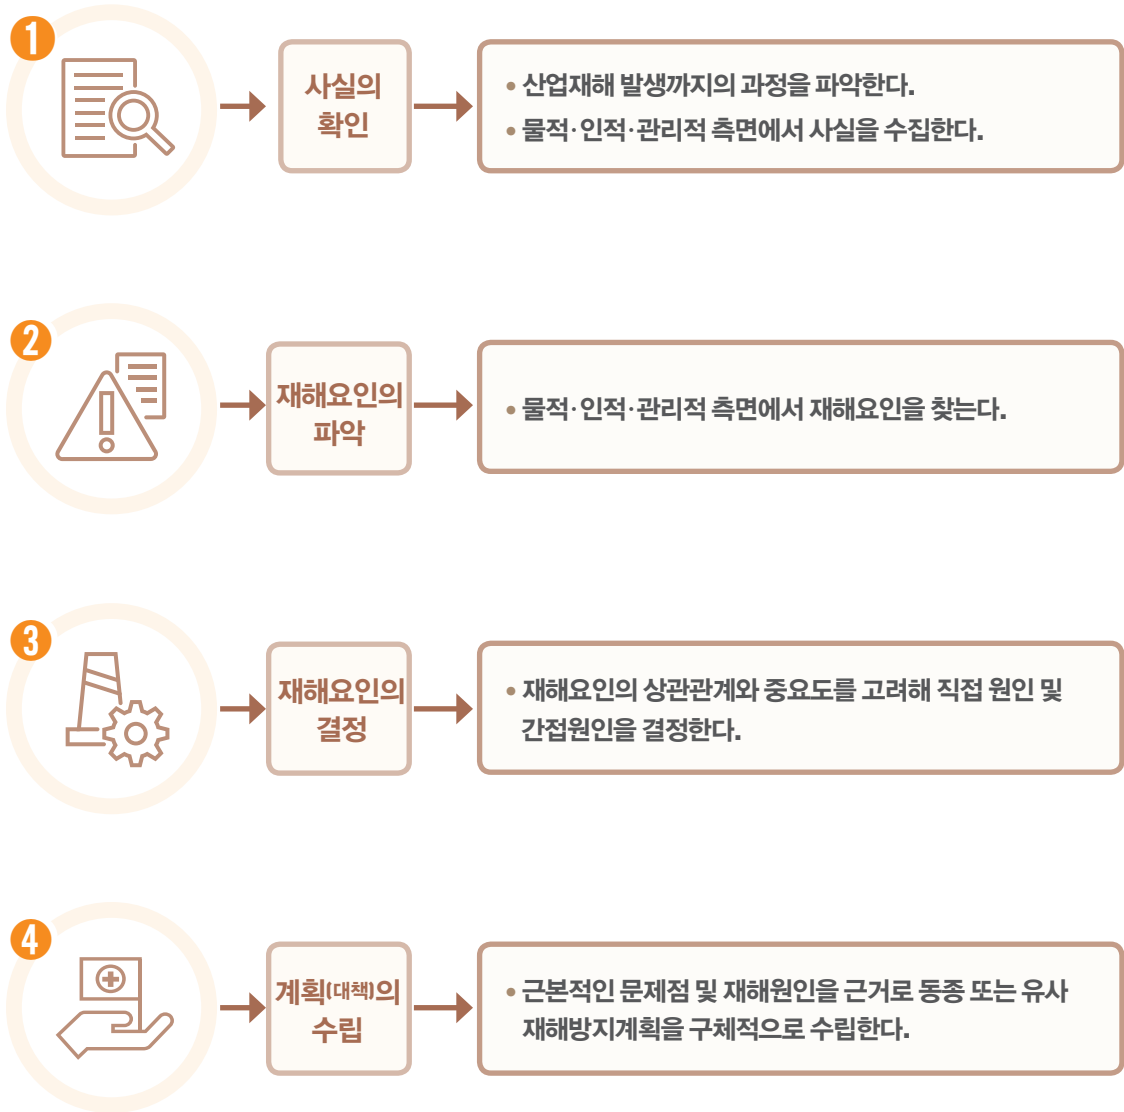 1
사실의
확인
• 산업재해 발생까지의 과정을 파악한다.
• 물적·인적·관리적 측면에서 사실을 수집한다.
2
재해요인의
파악
• 물적·인적·관리적 측면에서 재해요인을 찾는다.
3
재해요인의
결정
• 재해요인의 상관관계와 중요도를 고려해 직접 원인 및
간접원인을 결정한다.
4
계획(대책)의
수립
• 근본적인 문제점 및 재해원인을 근거로 동종 또는 유사
재해방지계획을 구체적으로 수립한다.